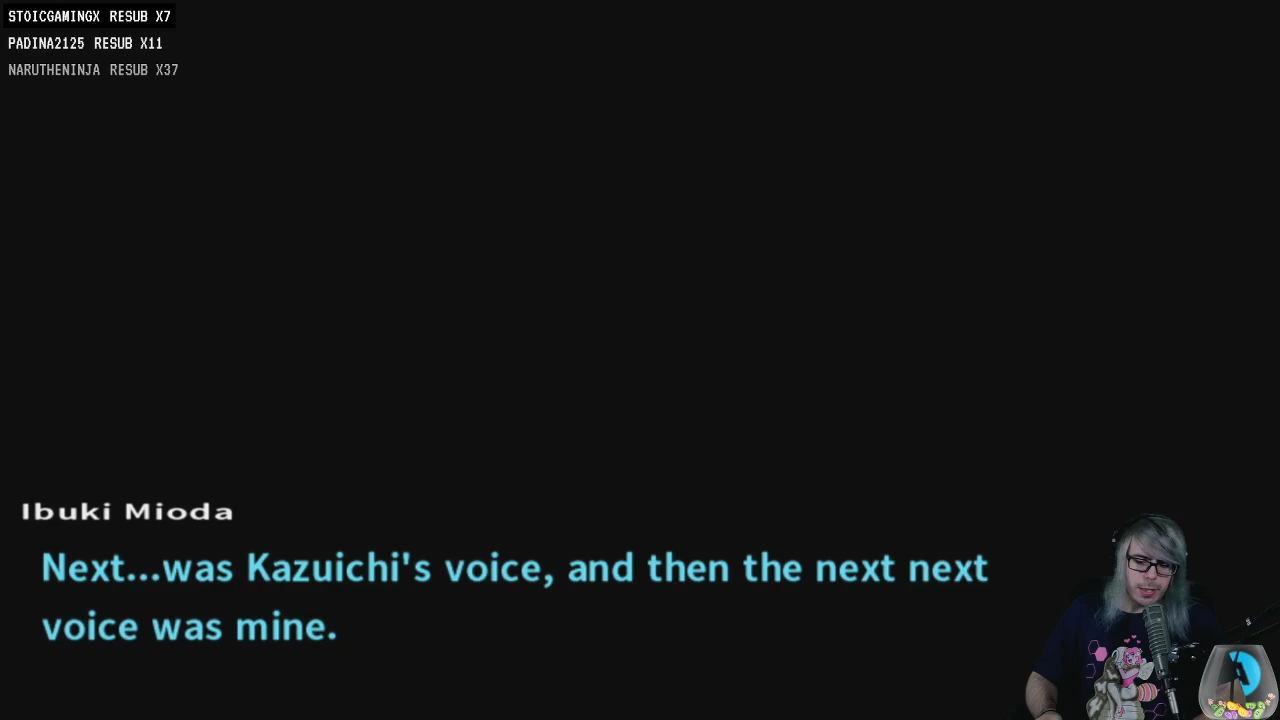 STOICGAMINGX RESUB X7
PADINA2125 RESUB X11
NARUTHENINJA RESUB X37
Ibuki Mioda
Next...was Kazuichi's voice, and then the next next
voice was mine.